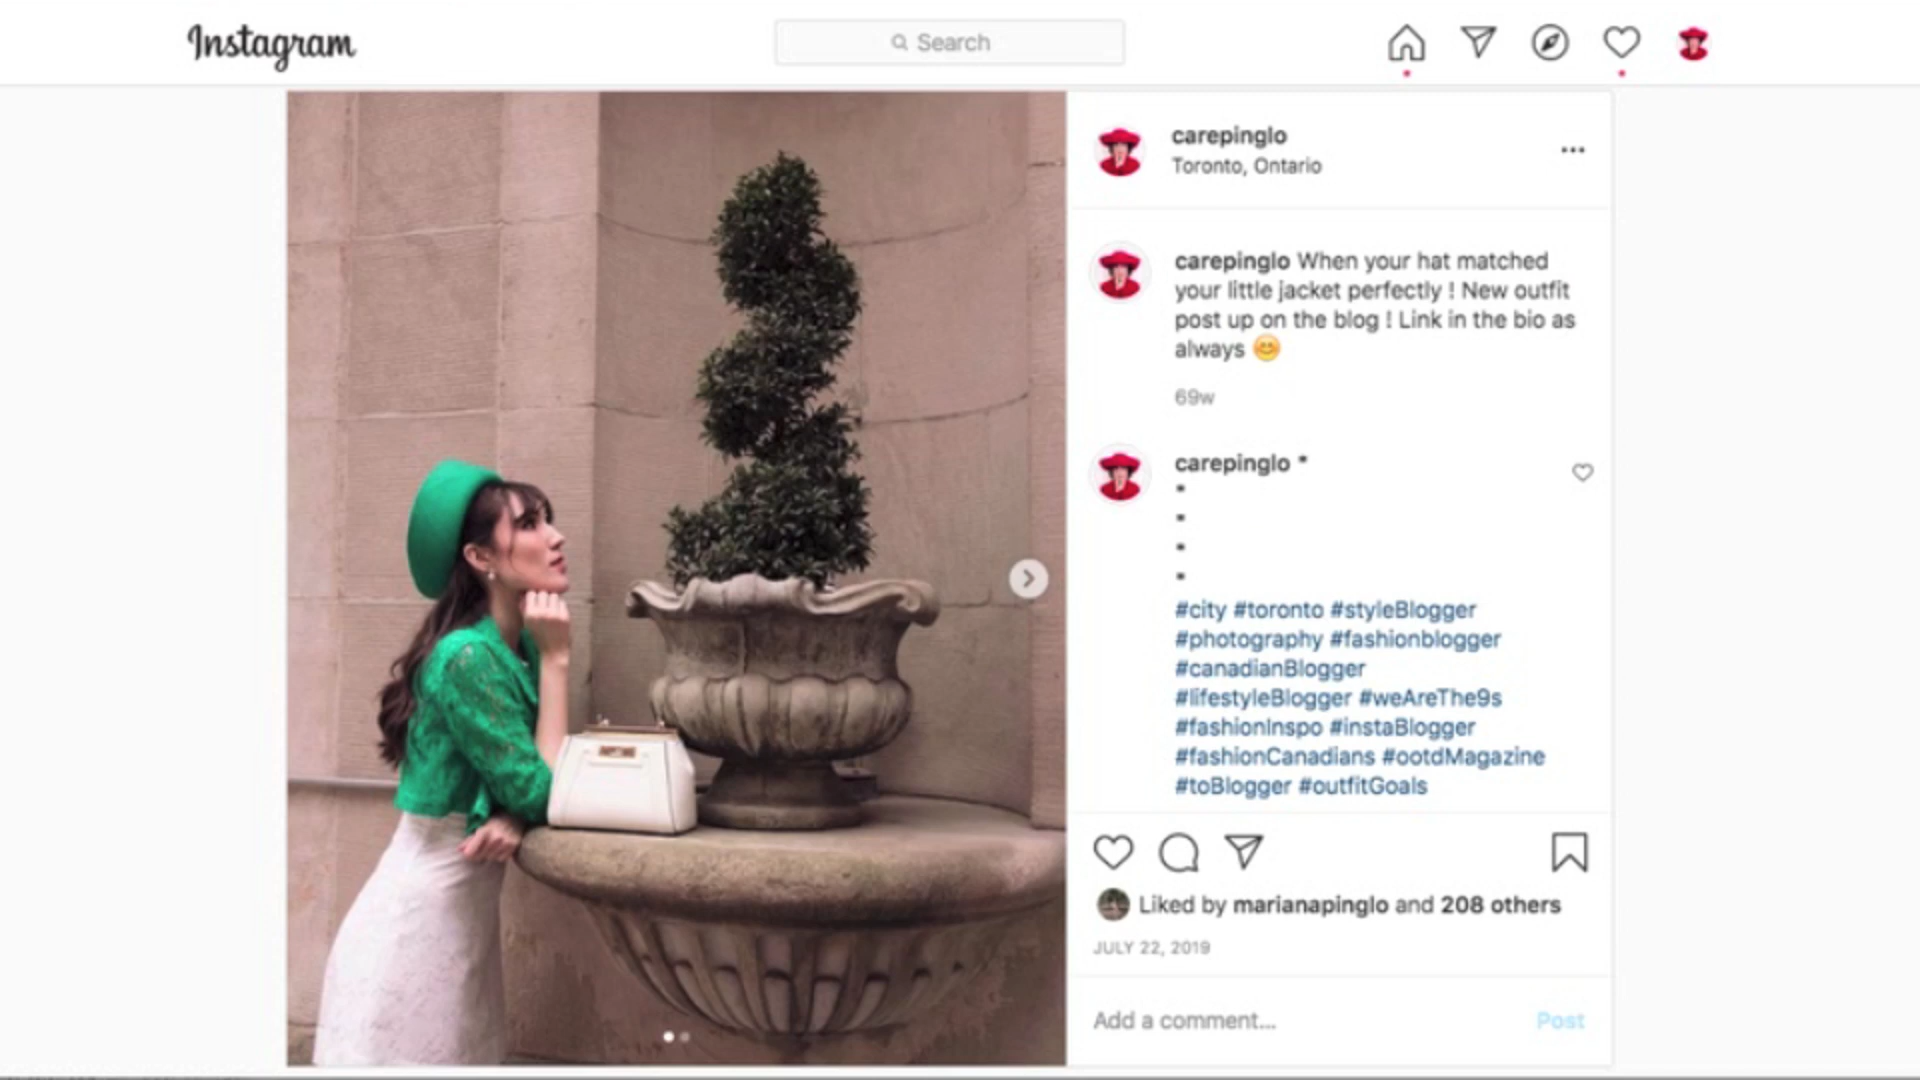 Instagram
Search
carepinglo
Toronto, Ontario
carepinglo When your hat matched
your little jacket perfectly ! New outfit
post up on the blog ! Link in the bio as
always 😊
69w
carepinglo *
*
*
*
*
#city #toronto #styleBlogger
#photography #fashionblogger
#canadianBlogger
#lifestyleBlogger #weAreThe9s
#fashionInspo #instaBlogger
#fashionCanadians #ootdMagazine
#toBlogger #outfitGoals
Liked by marianapinglo and 208 others
JULY 22, 2019
Add a comment... Post